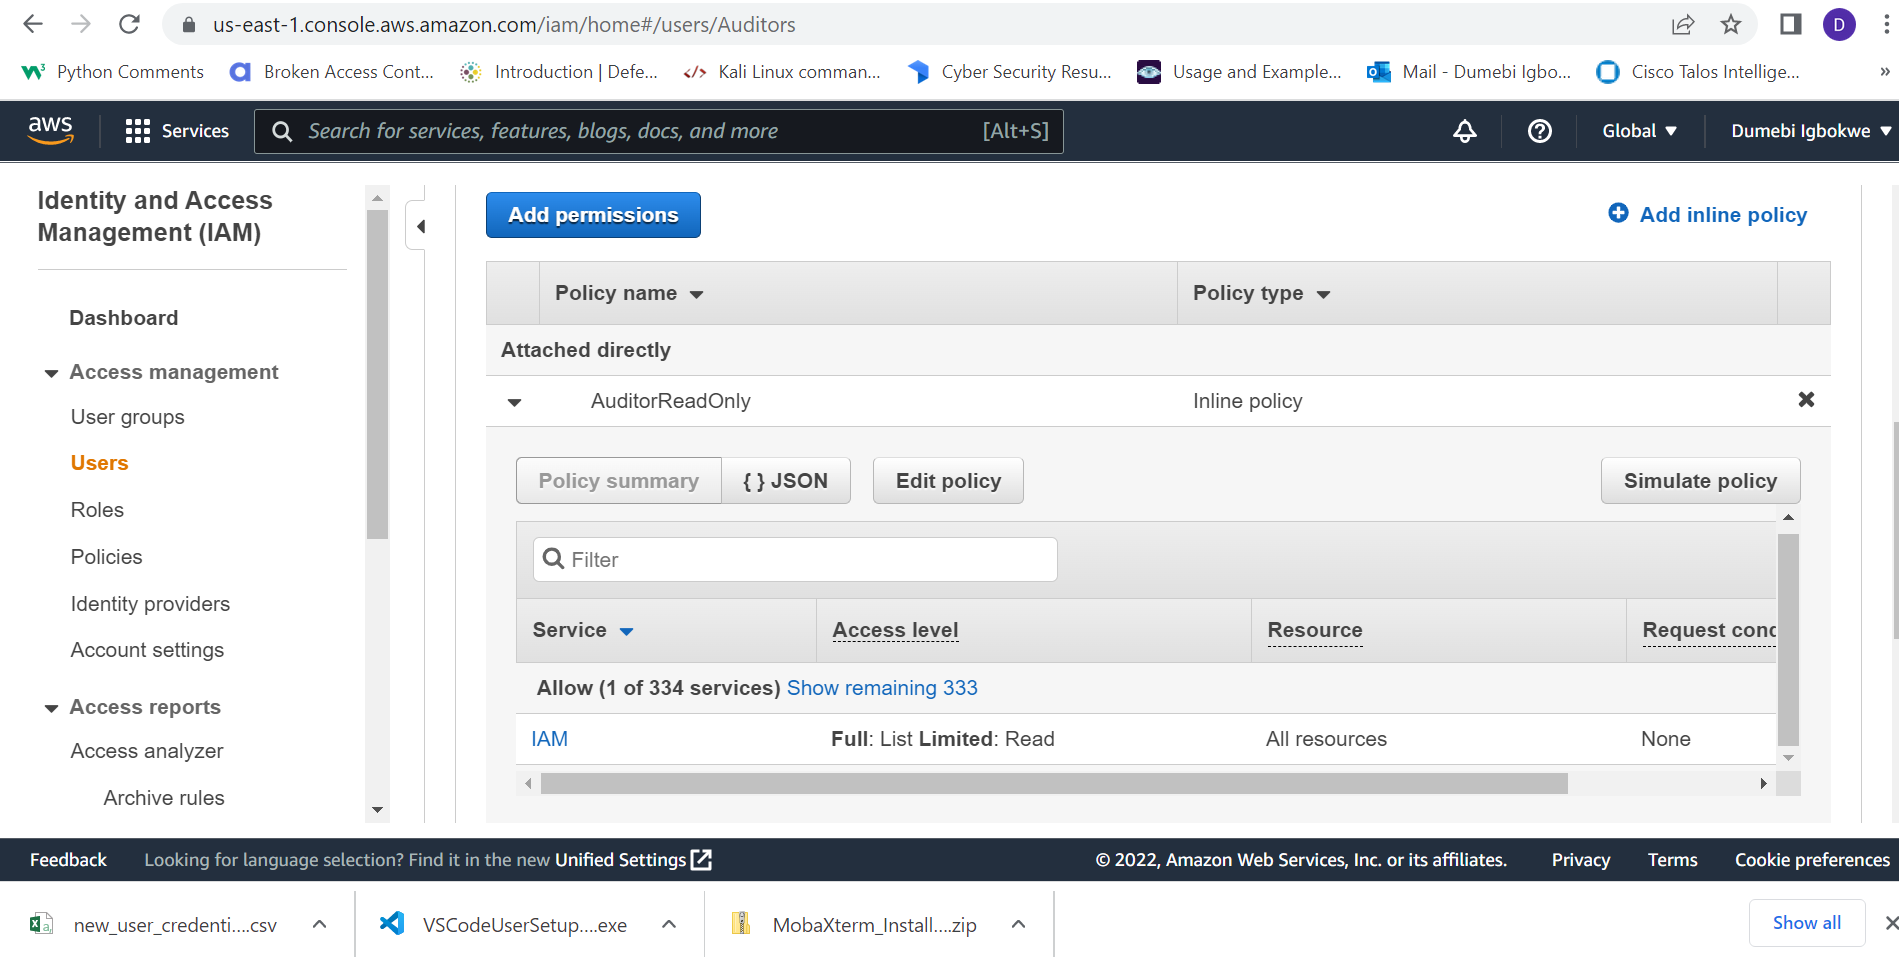 us-east-1.console.aws.amazon.com/iam/home#/users/Auditors
D
Python Comments
Broken Access Cont...
Introduction | Defe...
Kali Linux comman...
Cyber Security Resu...
Usage and Example...
Mail - Dumebi Igbo...
Cisco Talos Intellige...
»
aws
Services
Search for services, features, blogs, docs, and more
[Alt+S]
Global
Dumebi Igbokwe
Identity and Access
Management (IAM)
Dashboard
Access management
User groups
Users
Roles
Policies
Identity providers
Account settings
Access reports
Access analyzer
Archive rules
Add permissions
Add inline policy
Policy name
Policy type
Attached directly
AuditorReadOnly
Inline policy
Policy summary
{ } JSON
Edit policy
Simulate policy
Filter
Service
Access level
Resource
Request conc
Allow (1 of 334 services) Show remaining 333
IAM
Full: List Limited: Read
All resources
None
Feedback
Looking for language selection? Find it in the new Unified Settings
© 2022, Amazon Web Services, Inc. or its affiliates.
Privacy
Terms
Cookie preferences
new_user_credenti....csv
VSCodeUserSetup....exe
MobaXterm_Install....zip
Show all